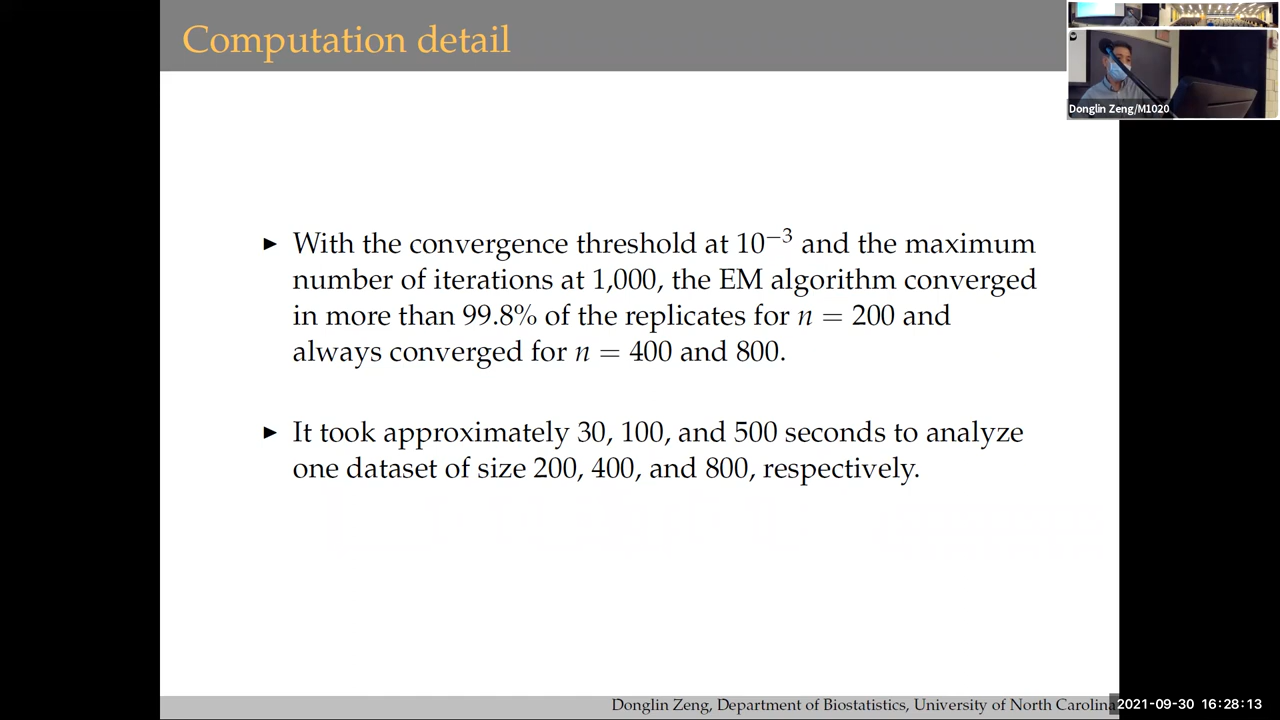 Computation detail
Donglin Zeng/M1020
▶ With the convergence threshold at 10⁻³ and the maximum
number of iterations at 1,000, the EM algorithm converged
in more than 99.8% of the replicates for n = 200 and
always converged for n = 400 and 800.
▶ It took approximately 30, 100, and 500 seconds to analyze
one dataset of size 200, 400, and 800, respectively.
Donglin Zeng, Department of Biostatistics, University of North Carolina
2021-09-30 16:28:13